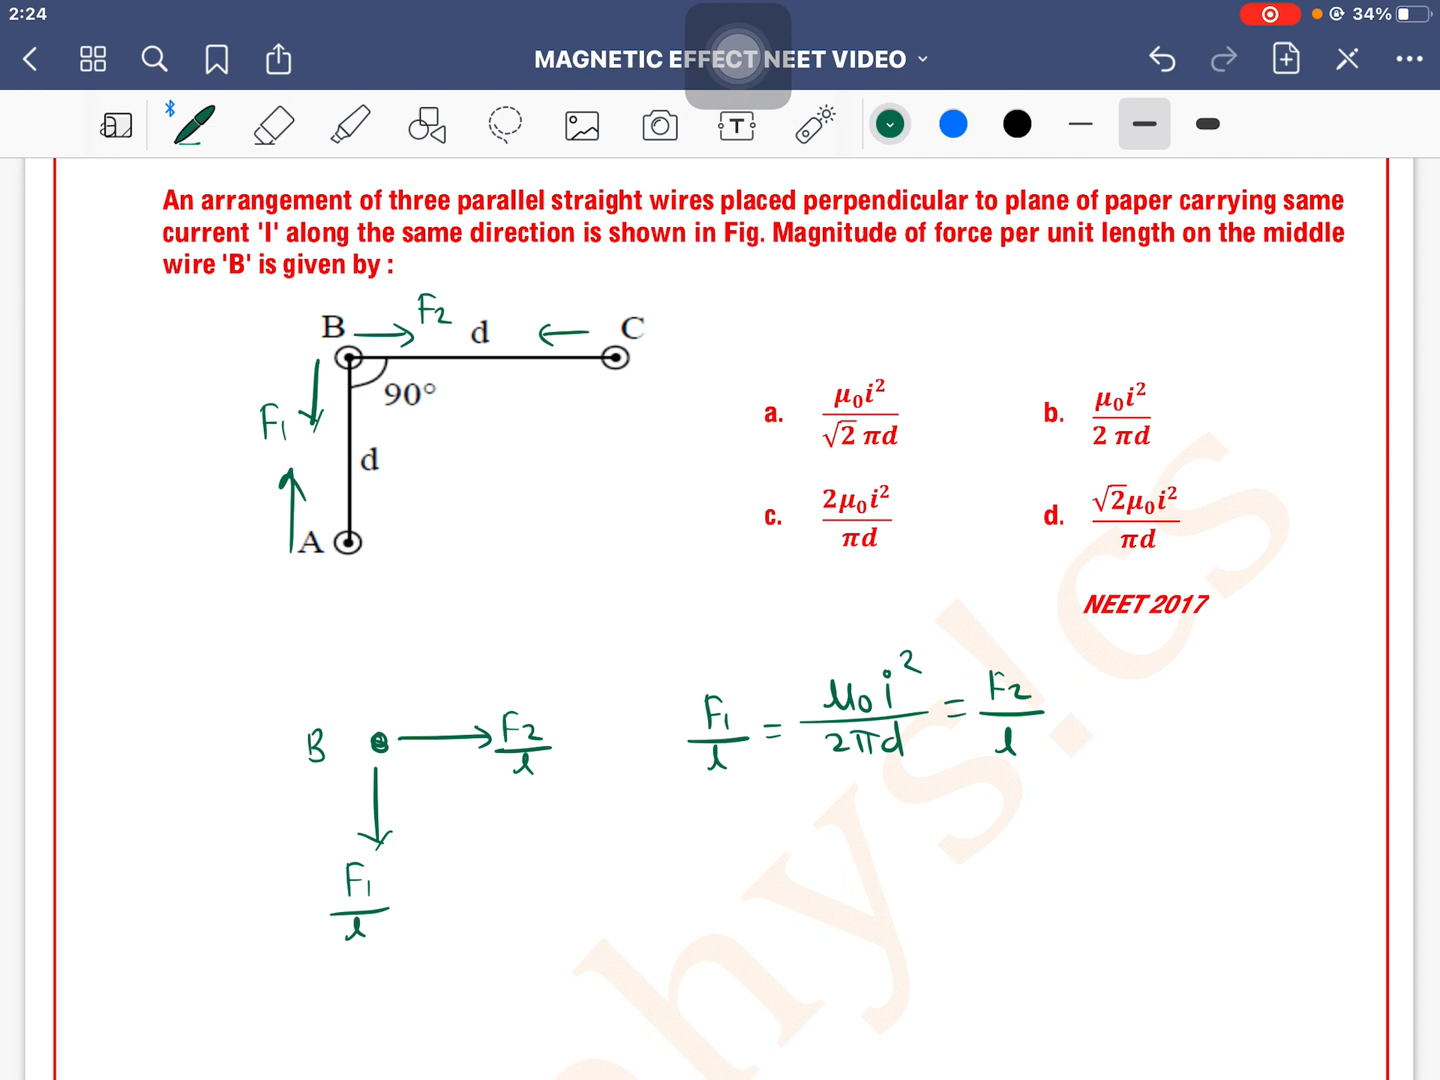 2:24
34%
MAGNETIC EFFECT NEET VIDEO
T
An arrangement of three parallel straight wires placed perpendicular to plane of paper carrying same
current 'I' along the same direction is shown in Fig. Magnitude of force per unit length on the middle
wire 'B' is given by :
B F₂ d C
90°
F₁
d
A
a. μ₀i² / √2 πd
b. μ₀i² / 2 πd
c. 2μ₀i² / πd
d. √2μ₀i² / πd
NEET 2017
B F₂/l
F₁/l = μ₀i²/2πd = F₂/l
F₁/l
phys!cs